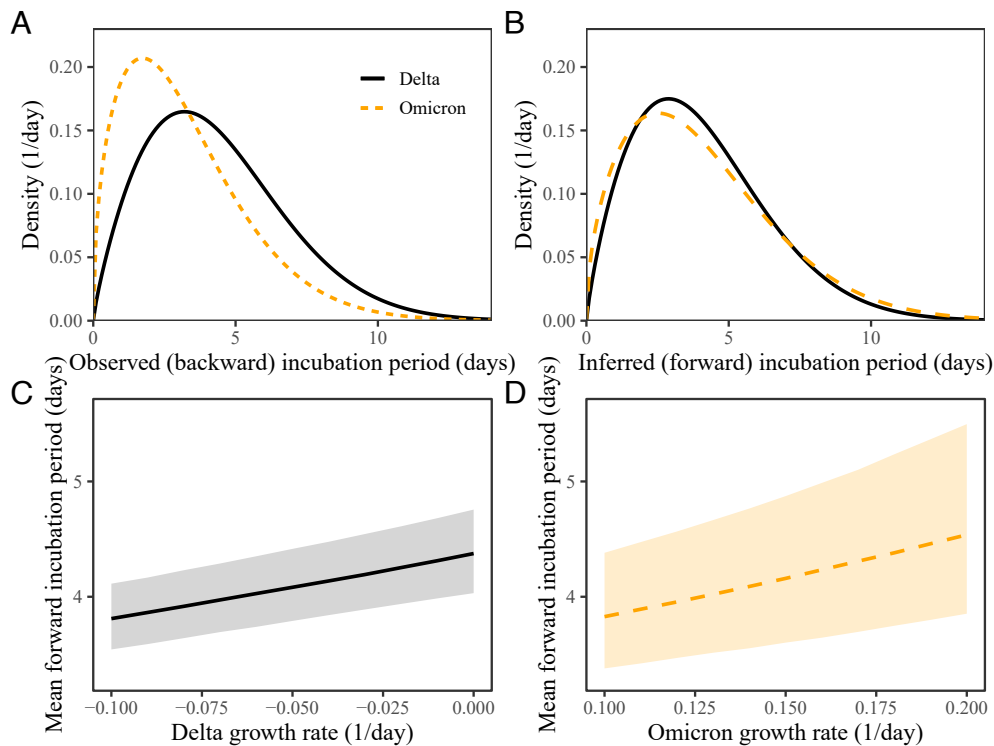 A
Density (1/day)
0.20
0.15
0.10
0.05
0.00
0
5
10
Observed (backward) incubation period (days)
Delta
Omicron
B
Density (1/day)
0.20
0.15
0.10
0.05
0.00
0
5
10
Inferred (forward) incubation period (days)
C
Mean forward incubation period (days)
5
4
−0.100
−0.075
−0.050
−0.025
0.000
Delta growth rate (1/day)
D
Mean forward incubation period (days)
5
4
0.100
0.125
0.150
0.175
0.200
Omicron growth rate (1/day)